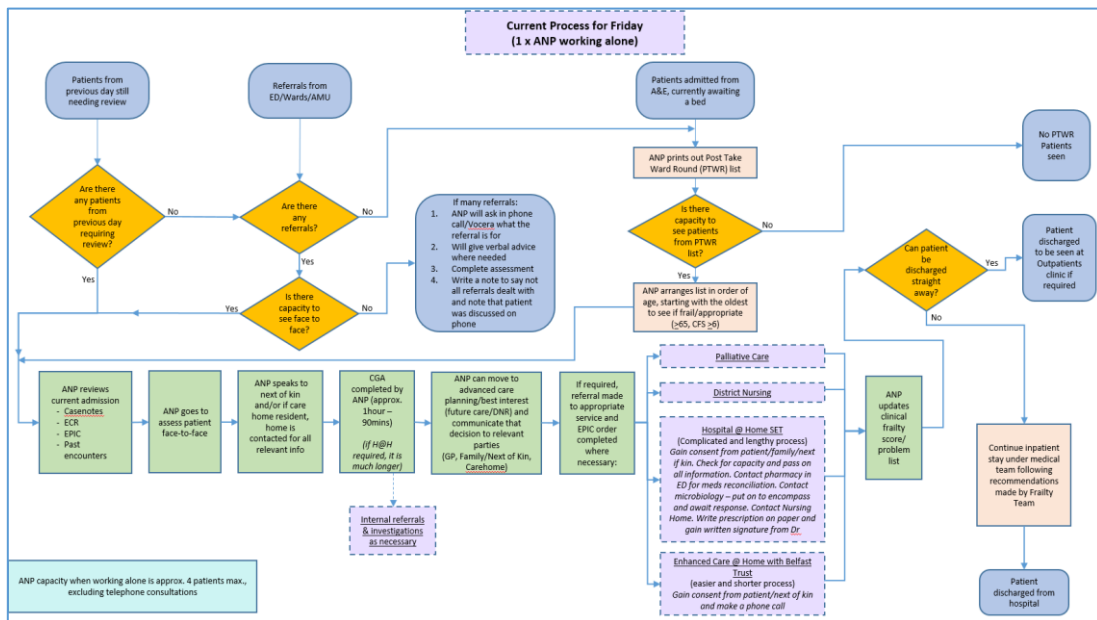 Current Process for Friday
(1 x ANP working alone)
Patients from
previous day still
needing review
Referrals from
ED/Wards/AMU
Patients admitted from
A&E, currently awaiting
a bed
No PTWR
Patients
seen
ANP prints out Post Take
Ward Round (PTWR) list
Are there
any patients
from
previous day
requiring
review?
No
Yes
Are there
any
referrals?
No
Yes
If many referrals:
1. ANP will ask in phone
call/Vocera what the
referral is for
2. Will give verbal advice
where needed
3. Complete assessment
4. Write a note to say not
all referrals dealt with
and note that patient
was discussed on
phone
Is there
capacity to
see patients
from PTWR
list?
No
Yes
Can patient
be
discharged
straight
away?
Yes
No
Patient
discharged
to be seen at
Outpatients
clinic if
required
Is there
capacity to
see face to
face?
Yes
No
ANP arranges list in order of
age, starting with the oldest
to see if frail/appropriate
(≥65, CFS ≥6)
ANP reviews
current admission
- Casenotes
- ECR
- EPIC
- Past
encounters
ANP goes to
assess patient
face-to-face
ANP speaks to
next of kin
and/or if care
home resident,
home is
contacted for all
relevant info
CGA
completed by
ANP (approx.
1hour –
90mins)
(if H@H
required, it is
much longer)
ANP can move to
advanced care
planning/best interest
(future care/DNR) and
communicate that
decision to relevant
parties
(GP, Family/Next of Kin,
Carehome)
If required,
referral made to
appropriate
service and
EPIC order
completed
where
necessary:
Palliative Care
District Nursing
Hospital @ Home SET
(Complicated and lengthy process)
Gain consent from patient/family/next
if kin. Check for capacity and pass on
all information. Contact pharmacy in
ED for meds reconciliation. Contact
microbiology – put on to encompass
and await response. Contact Nursing
Home. Write prescription on paper and
gain written signature from Dr
Enhanced Care @ Home with Belfast
Trust
(easier and shorter process)
Gain consent from patient/next of kin
and make a phone call
ANP
updates
clinical
frailty
score/
problem
list
Continue inpatient
stay under medical
team following
recommendations
made by Frailty
Team
Internal referrals
& investigations
as necessary
ANP capacity when working alone is approx. 4 patients max.,
excluding telephone consultations
Patient
discharged from
hospital